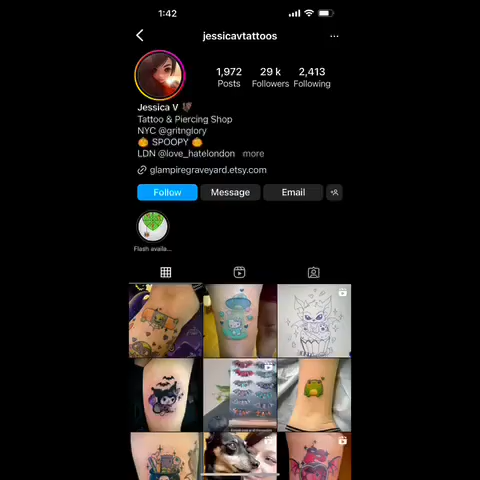 1:42
jessicavtattoos
1,972 29 k 2,413
Posts Followers Following
Jessica V
Tattoo & Piercing Shop
NYC @gritnglory
🎃 SPOOPY 🎃
LDN @love_hatelondon more
glampiregraveyard.etsy.com
Follow Message Email
Flash availa...